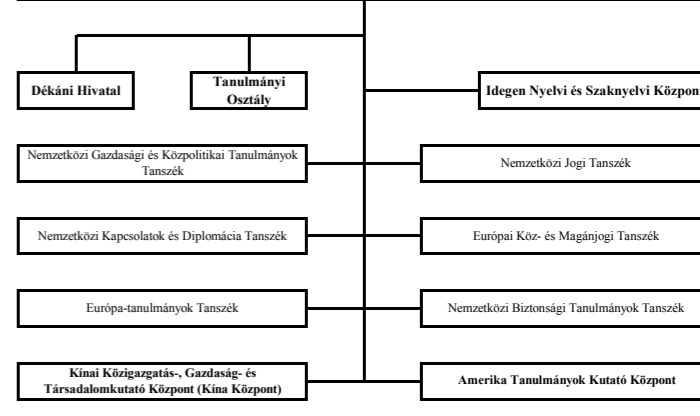 Dékáni Hivatal
Tanulmányi
Osztály
Idegen Nyelvi és Szaknyelvi Közpon
Nemzetközi Gazdasági és Közpolitikai Tanulmányok
Tanszék
Nemzetközi Jogi Tanszék
Nemzetközi Kapcsolatok és Diplomácia Tanszék
Európai Köz- és Magánjogi Tanszék
Európa-tanulmányok Tanszék
Nemzetközi Biztonsági Tanulmányok Tanszék
Kínai Közigazgatás-, Gazdaság- és
Társadalomkutató Központ (Kína Központ)
Amerika Tanulmányok Kutató Központ